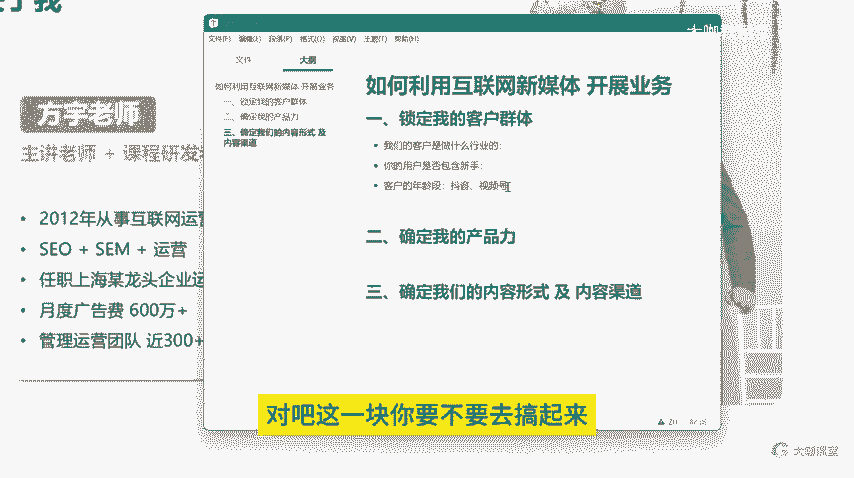 了我
万宇老师
主讲老师 + 课程研发
• 2012年从事互联网运营
• SEO + SEM + 运营
• 任职上海某龙头企业运
• 月度广告费 600万+
• 管理运营团队 近300+
文件(F) 编辑(E) 段落(P) 格式(O) 视图(V) 主题(T) 帮助(H)
文件 大纲
如何利用互联网新媒体 开展业务
一、锁定我的客户群体
二、确定我的产品力
三、确定我们的内容形式 及
内容渠道
如何利用互联网新媒体 开展业务
一、锁定我的客户群体
• 我们的客户是做什么行业的：
• 你的用户是否包含新手：
• 客户的年龄段：抖音、视频号
二、确定我的产品力
三、确定我们的内容形式 及 内容渠道
对吧这一块你要不要去搞起来
大咖课堂